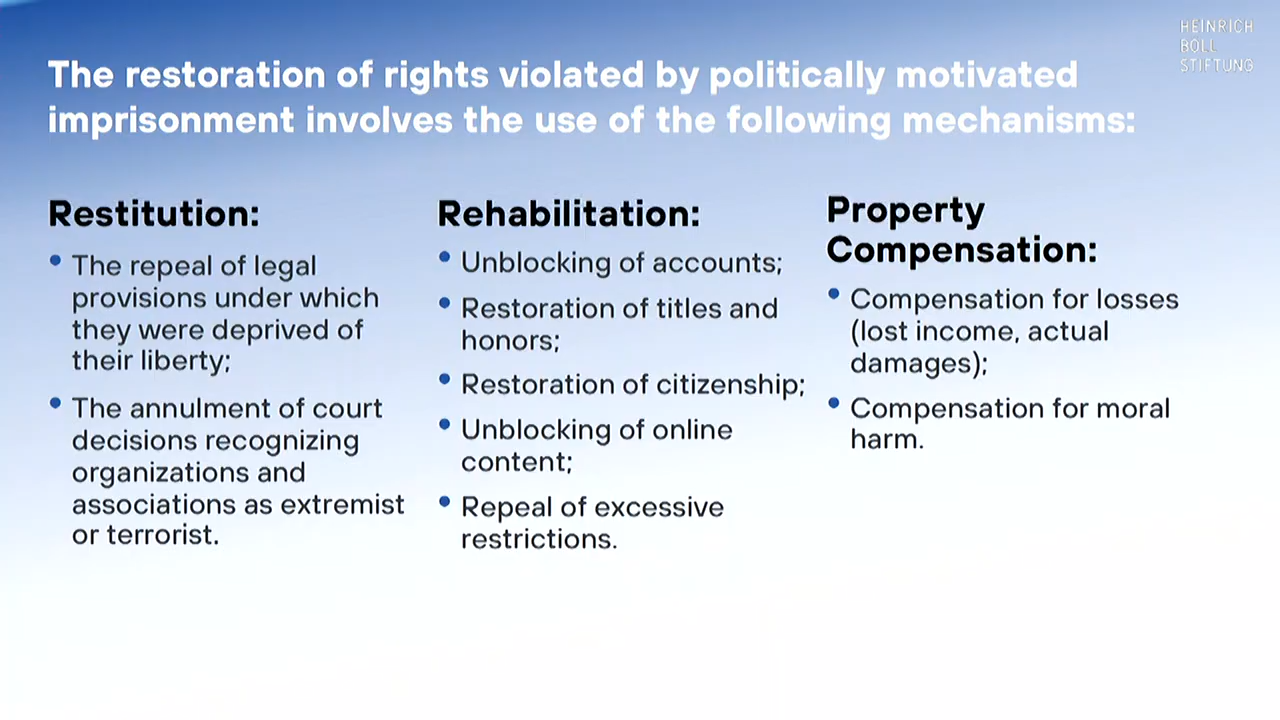 HEINRICH
BÖLL
STIFTUNG
The restoration of rights violated by politically motivated
imprisonment involves the use of the following mechanisms:
Restitution:
• The repeal of legal
provisions under which
they were deprived of
their liberty;
• The annulment of court
decisions recognizing
organizations and
associations as extremist
or terrorist.
Rehabilitation:
• Unblocking of accounts;
• Restoration of titles and
honors;
• Restoration of citizenship;
• Unblocking of online
content;
• Repeal of excessive
restrictions.
Property
Compensation:
• Compensation for losses
(lost income, actual
damages);
• Compensation for moral
harm.